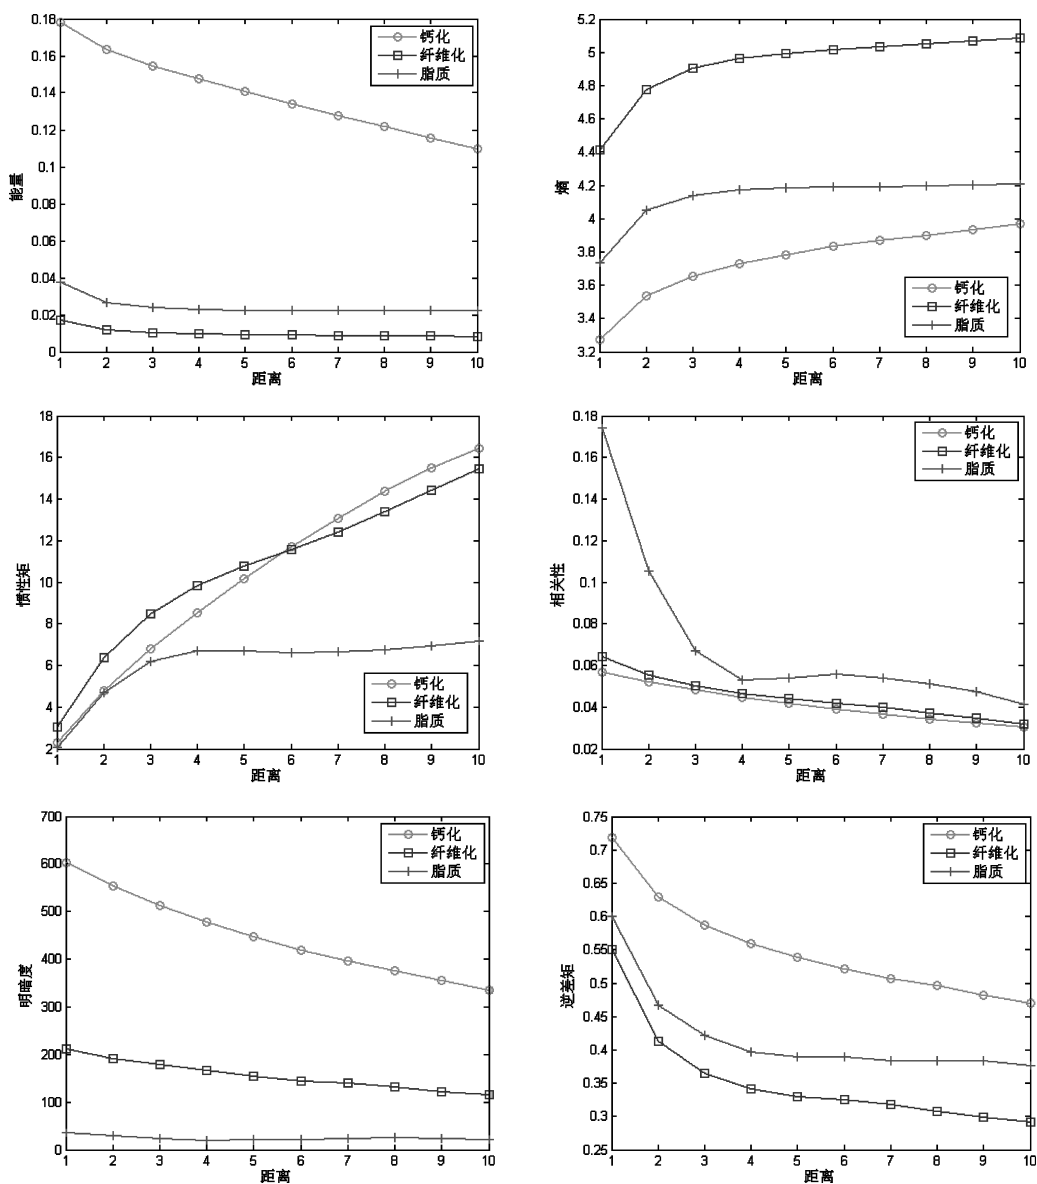 0.18
0.16
0.14
0.12
0.1
0.08
0.06
0.04
0.02
0
能量
1 2 3 4 5 6 7 8 9 10
距离
钙化
纤维化
脂质
5
4.8
4.6
4.4
4.2
4
3.8
3.6
3.4
3.2
熵
1 2 3 4 5 6 7 8 9 10
距离
钙化
纤维化
脂质
18
16
14
12
10
8
6
4
2
惯性矩
1 2 3 4 5 6 7 8 9 10
距离
钙化
纤维化
脂质
0.18
0.16
0.14
0.12
0.1
0.08
0.06
0.04
0.02
相关性
1 2 3 4 5 6 7 8 9 10
距离
钙化
纤维化
脂质
700
600
500
400
300
200
100
0
明暗度
1 2 3 4 5 6 7 8 9 10
距离
钙化
纤维化
脂质
0.75
0.7
0.65
0.6
0.55
0.5
0.45
0.4
0.35
0.3
0.25
逆差矩
1 2 3 4 5 6 7 8 9 10
距离
钙化
纤维化
脂质